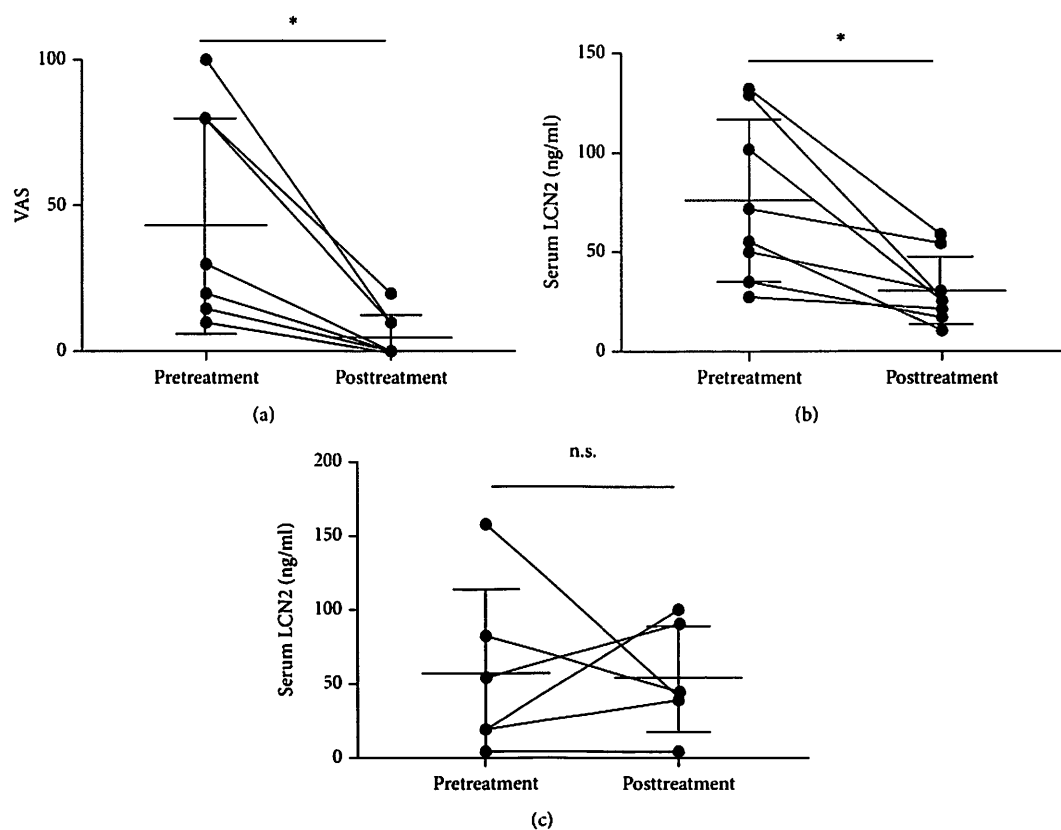 *
100
50
0
VAS
Pretreatment
Posttreatment
(a)
*
150
100
50
0
Serum LCN2 (ng/ml)
Pretreatment
Posttreatment
(b)
n.s.
200
150
100
50
0
Serum LCN2 (ng/ml)
Pretreatment
Posttreatment
(c)